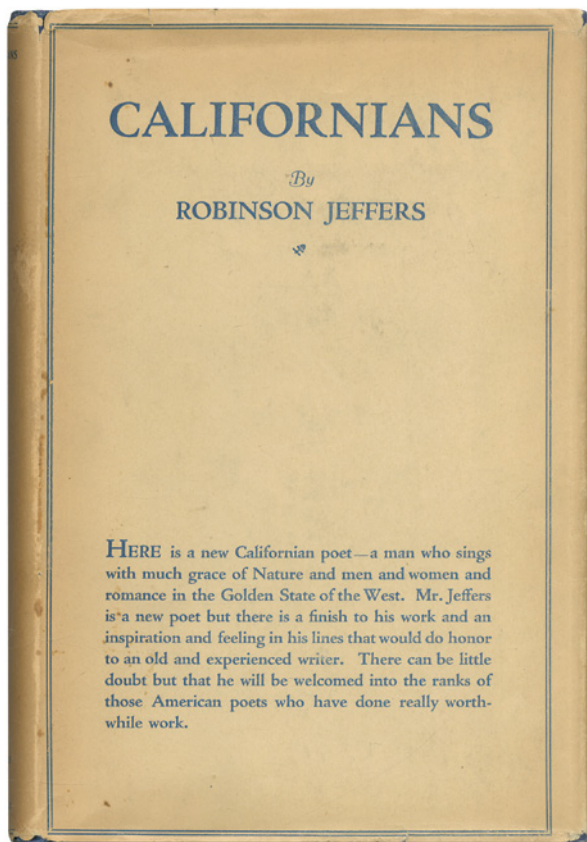 CALIFORNIANS
By
ROBINSON JEFFERS
HERE is a new Californian poet—a man who sings
with much grace of Nature and men and women and
romance in the Golden State of the West. Mr. Jeffers
is a new poet but there is a finish to his work and an
inspiration and feeling in his lines that would do honor
to an old and experienced writer. There can be little
doubt but that he will be welcomed into the ranks of
those American poets who have done really worth-
while work.